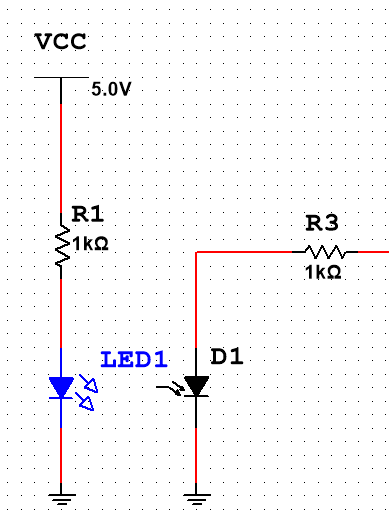 VCC
5.0V
R1
1kΩ
R3
1kΩ
LED1
D1